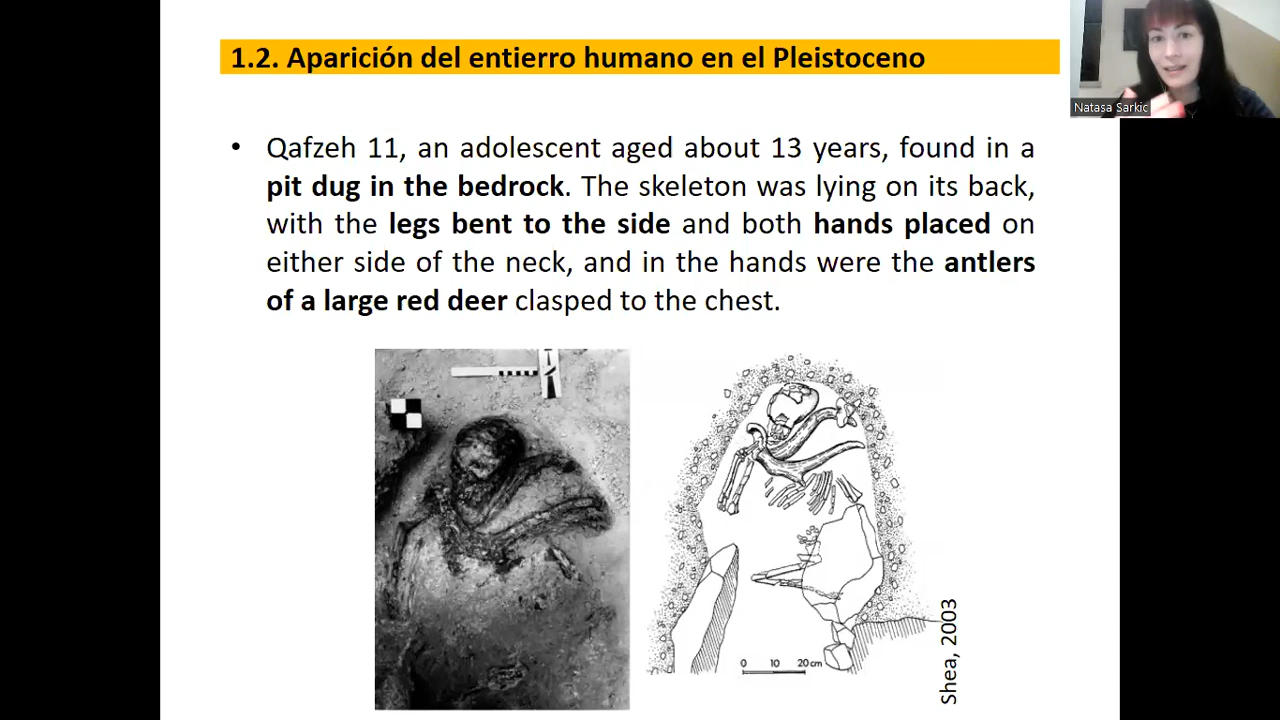 1.2. Aparición del entierro humano en el Pleistoceno
Natasa Sarkic
• Qafzeh 11, an adolescent aged about 13 years, found in a
pit dug in the bedrock. The skeleton was lying on its back,
with the legs bent to the side and both hands placed on
either side of the neck, and in the hands were the antlers
of a large red deer clasped to the chest.
0 10 20 cm
Shea, 2003